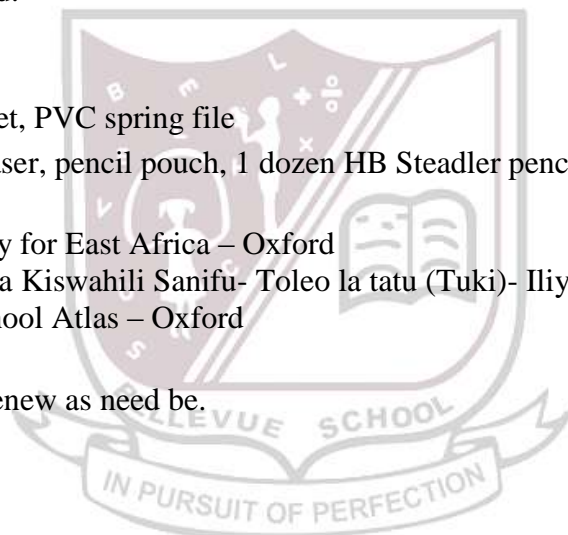 et, PVC spring file
ser, pencil pouch, 1 dozen HB Steadler penc
y for East Africa – Oxford
a Kiswahili Sanifu- Toleo la tatu (Tuki)- Iliy
hool Atlas – Oxford
enew as need be.
BELLEVUE SCHOOL
IN PURSUIT OF PERFECTION